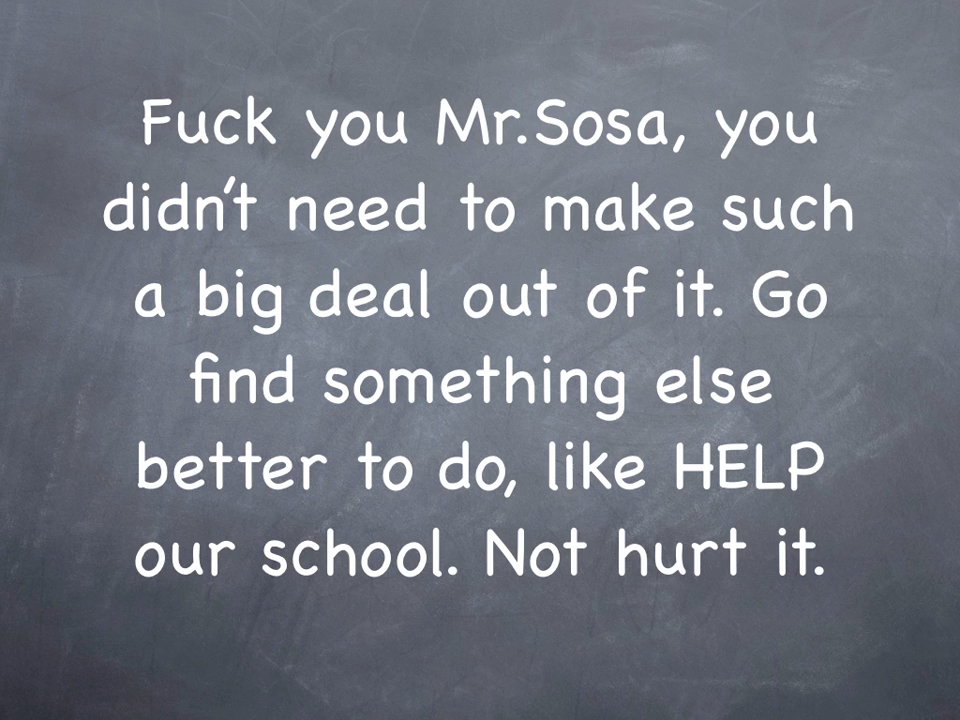 Fuck you Mr.Sosa, you
didn't need to make such
a big deal out of it. Go
find something else
better to do, like HELP
our school. Not hurt it.